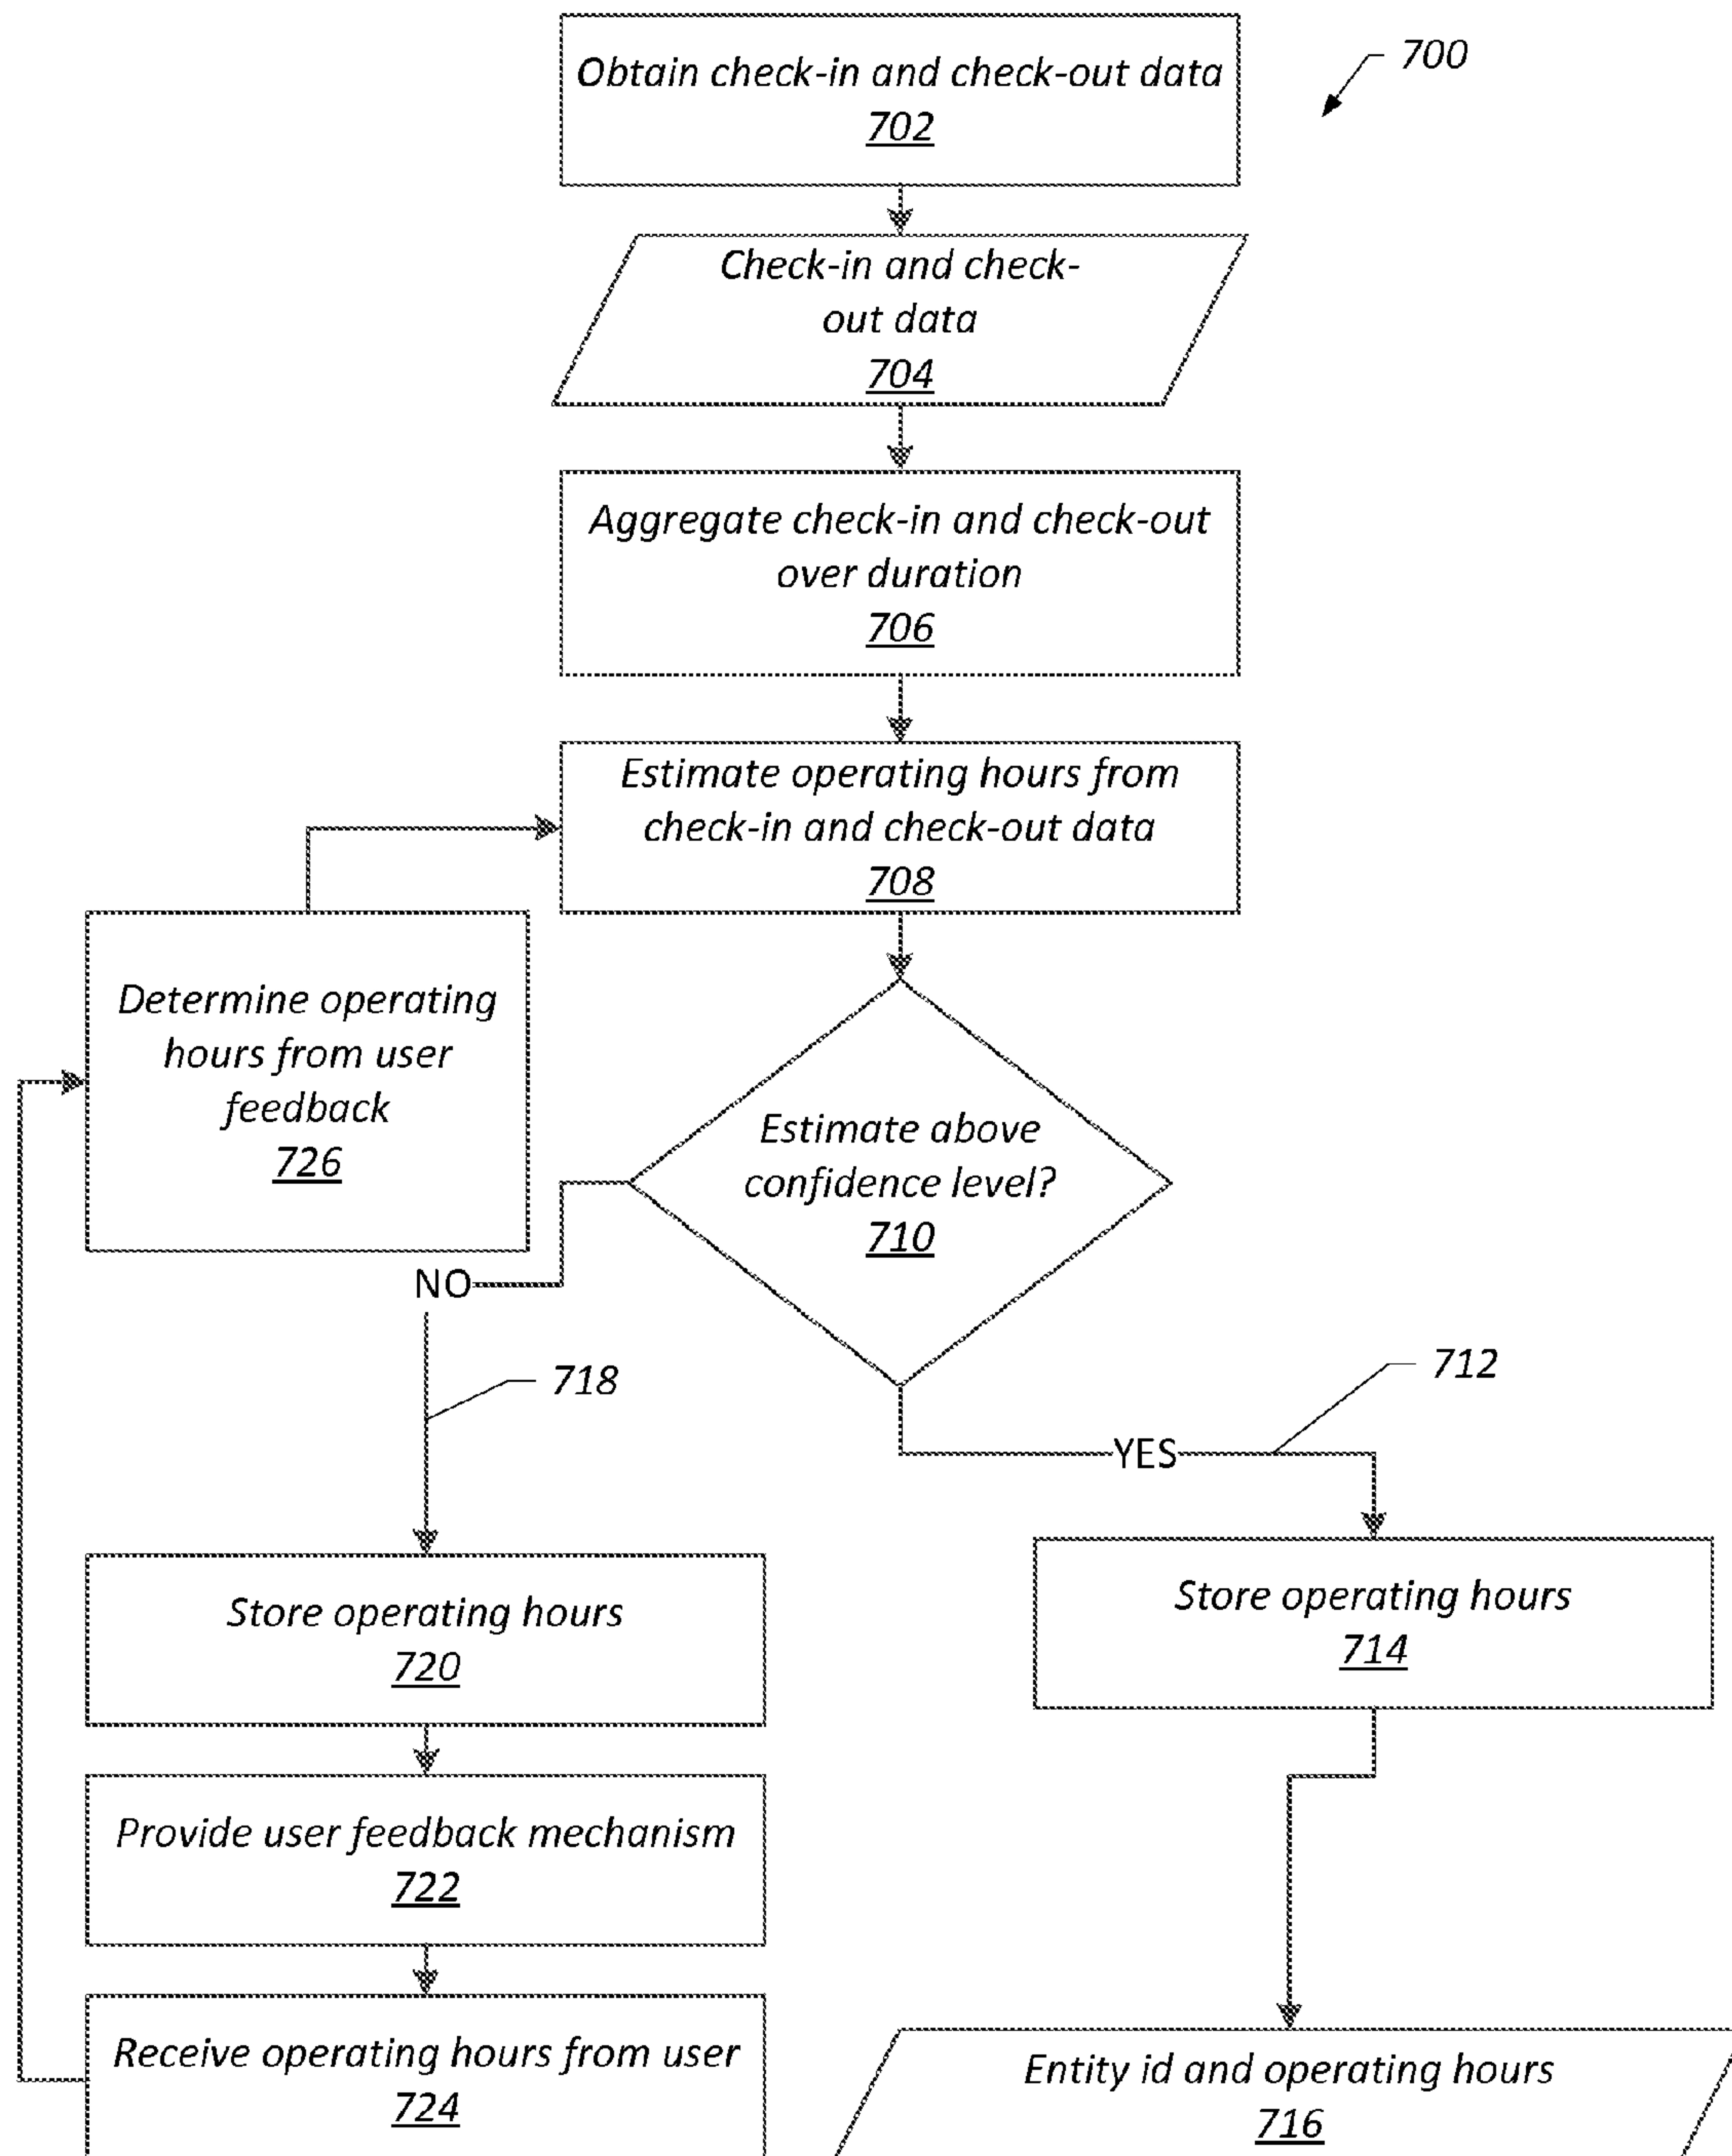 Obtain check-in and check-out data
702
700
Check-in and check-
out data
704
Aggregate check-in and check-out
over duration
706
Estimate operating hours from
check-in and check-out data
708
Determine operating
hours from user
feedback
726
Estimate above
confidence level?
710
NO
718
712
YES
Store operating hours
720
Store operating hours
714
Provide user feedback mechanism
722
Receive operating hours from user
724
Entity id and operating hours
716